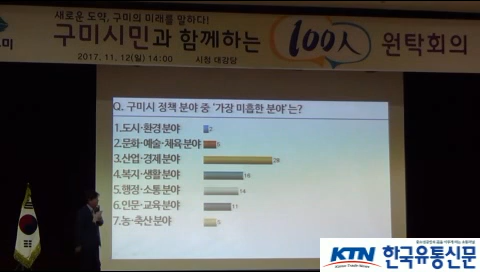 새로운 도약, 구미의 미래를 말하다!
구미시민과 함께하는 100人 원탁회의
2017. 11. 12(일) 14:00 시청 대강당
Q. 구미시 정책 분야 중 '가장 미흡한 분야'는?
1.도시·환경분야 2
2.문화·예술·체육분야 5
3.산업·경제분야
4.복지·생활분야 16
5.행정·소통분야 14
6.인문·교육분야 11
7.농·축산분야 5
KTN 한국유통신문